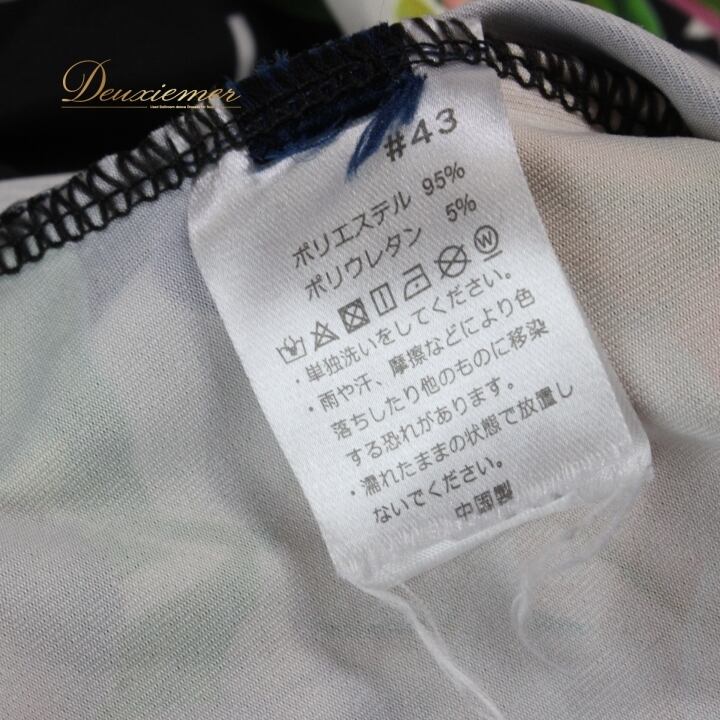 Deuxiemer
#43
ポリエステル 95%
ポリウレタン 5%
・単独洗いをしてください。
・雨や汗、摩擦などにより色
落ちしたり他のものに移染
する恐れがあります。
・濡れたままの状態で放置し
ないでください。
中国製